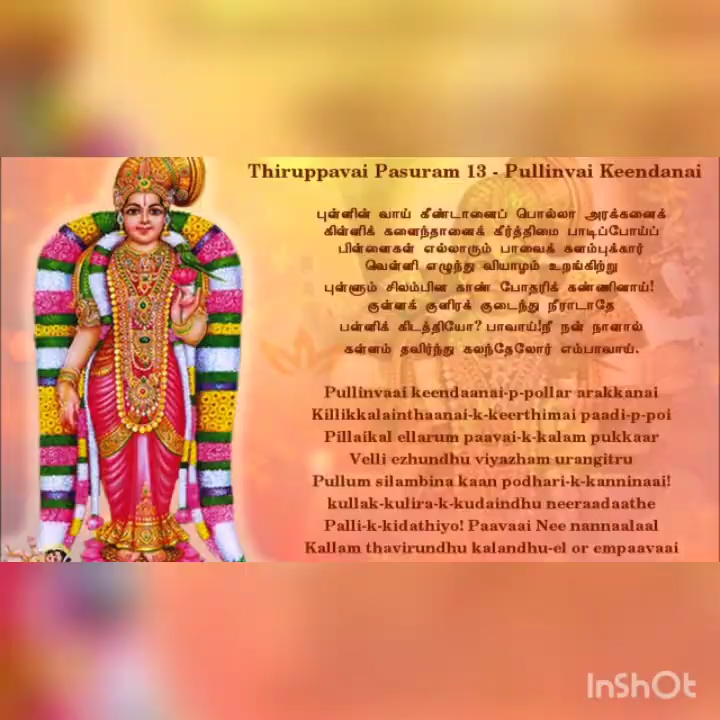 Thiruppavai Pasuram 13 - Pullinvai Keendanai
புள்ளின் வாய் கீண்டானைப் பொல்லா அரக்கனைக்
கிள்ளிக் களைந்தானைக் கீர்த்திமை பாடிப்போய்ப்
பிள்ளைகள் எல்லாரும் பாவைக் களம்புக்கார்
வெள்ளி எழுந்து வியாழம் உறங்கிற்று
புள்ளும் சிலம்பின காண் போதரிக் கண்ணினாய்!
குள்ளக் குளிரக் குடைந்து நீராடாதே
பள்ளிக் கிடத்தியோ? பாவாய்!நீ நன் நாளால்
கள்ளம் தவிர்ந்து கலந்தேலோர் எம்பாவாய்.
Pullinvaai keendaanai-p-pollar arakkanai
Killikkalainthaanai-k-keerthimai paadi-p-poi
Pillaikal ellarum paavai-k-kalam pukkaar
Velli ezhundhu viyazham urangitru
Pullum silambina kaan podhari-k-kanninaai!
kullak-kulira-k-kudaindhu neeraadaathe
Palli-k-kidathiyo! Paavaai Nee nannaalaal
Kallam thavirundhu kalandhu-el or empaavaai
InShOt